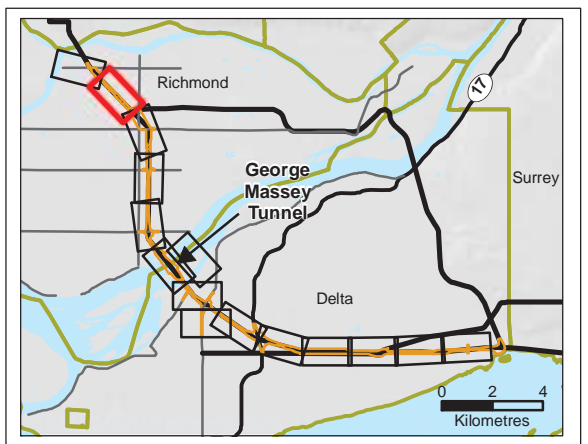 Richmond
17
George
Massey
Tunnel
Surrey
Delta
0 2 4
Kilometres